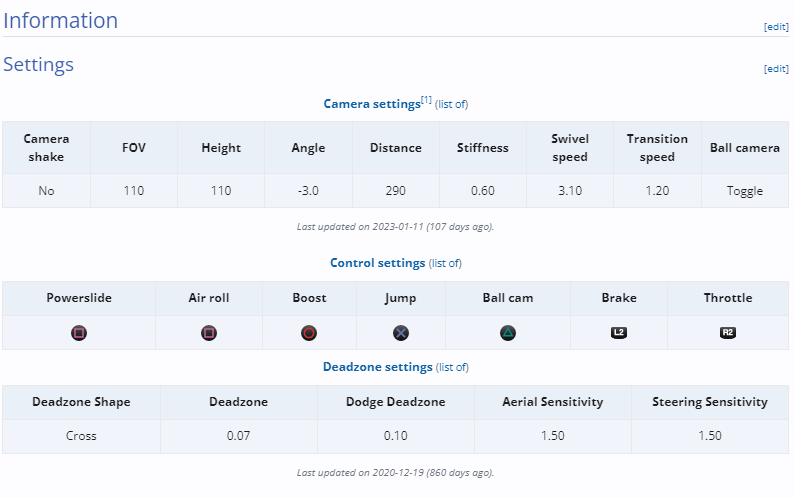 Information
[edit]
Settings
[edit]
Camera settings[1] (list of)
Camera shake FOV Height Angle Distance Stiffness Swivel speed Transition speed Ball camera
No 110 110 -3.0 290 0.60 3.10 1.20 Toggle
Last updated on 2023-01-11 (107 days ago).
Control settings (list of)
Powerslide Air roll Boost Jump Ball cam Brake Throttle
L2 R2
Deadzone settings (list of)
Deadzone Shape Deadzone Dodge Deadzone Aerial Sensitivity Steering Sensitivity
Cross 0.07 0.10 1.50 1.50
Last updated on 2020-12-19 (860 days ago).